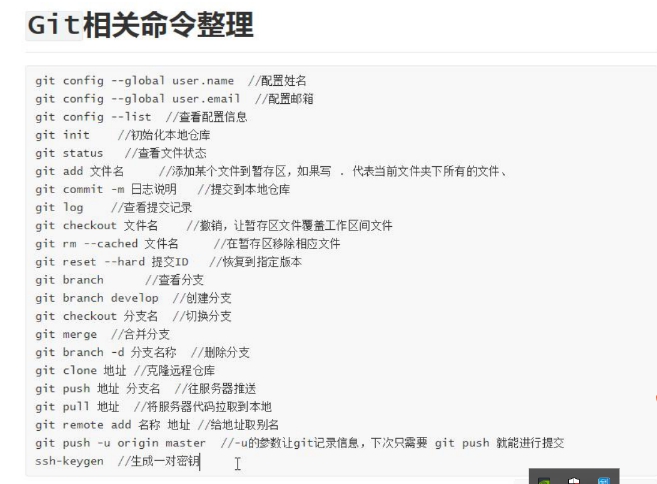 Git相关命令整理
git config --global user.name //配置姓名
git config --global user.email //配置邮箱
git config --list //查看配置信息
git init //初始化本地仓库
git status //查看文件状态
git add 文件名 //添加某个文件到暂存区，如果写 . 代表当前文件夹下所有的文件、
git commit -m 日志说明 //提交到本地仓库
git log //查看提交记录
git checkout 文件名 //撤销，让暂存区文件覆盖工作区间文件
git rm --cached 文件名 //在暂存区移除相应文件
git reset --hard 提交ID //恢复到指定版本
git branch //查看分支
git branch develop //创建分支
git checkout 分支名 //切换分支
git merge //合并分支
git branch -d 分支名称 //删除分支
git clone 地址 //克隆远程仓库
git push 地址 分支名 //往服务器推送
git pull 地址 //将服务器代码拉取到本地
git remote add 名称 地址 //给地址取别名
git push -u origin master //-u的参数让git记录信息，下次只需要 git push 就能进行提交
ssh-keygen //生成一对密钥